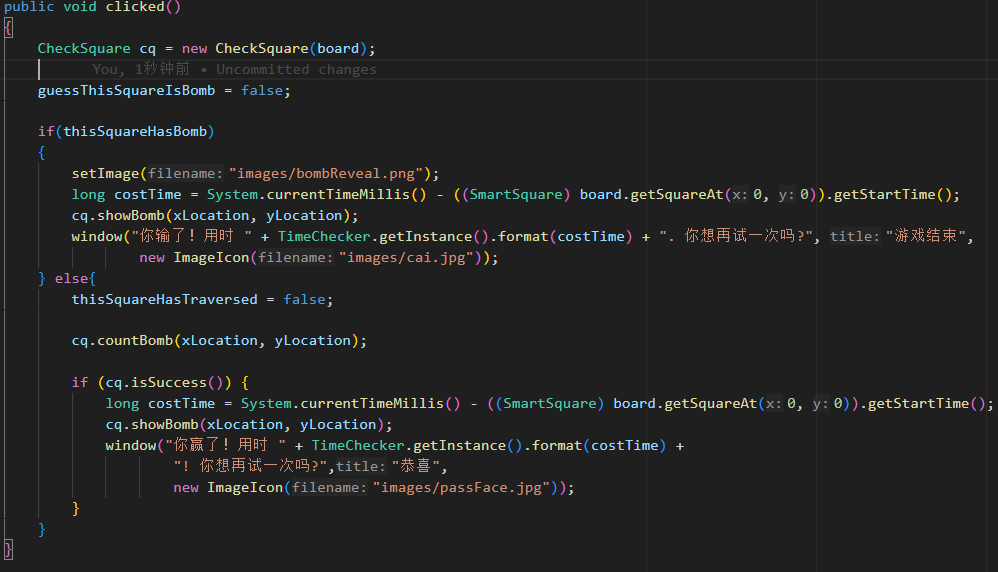 public void clicked()
{
CheckSquare cq = new CheckSquare(board);
You, 1秒钟前 • Uncommitted changes
guessThisSquareIsBomb = false;
if(thisSquareHasBomb)
{
setImage(filename: "images/bombReveal.png");
long costTime = System.currentTimeMillis() - ((SmartSquare) board.getSquareAt(x: 0, y: 0)).getStartTime();
cq.showBomb(xLocation, yLocation);
window("你输了! 用时 " + TimeChecker.getInstance().format(costTime) + ". 你想再试一次吗?", title: "游戏结束",
new ImageIcon(filename: "images/cai.jpg"));
} else{
thisSquareHasTraversed = false;
cq.countBomb(xLocation, yLocation);
if (cq.isSuccess()) {
long costTime = System.currentTimeMillis() - ((SmartSquare) board.getSquareAt(x: 0, y: 0)).getStartTime();
cq.showBomb(xLocation, yLocation);
window("你赢了! 用时 " + TimeChecker.getInstance().format(costTime) +
"! 你想再试一次吗?",title: "恭喜",
new ImageIcon(filename: "images/passFace.jpg"));
}
}
}